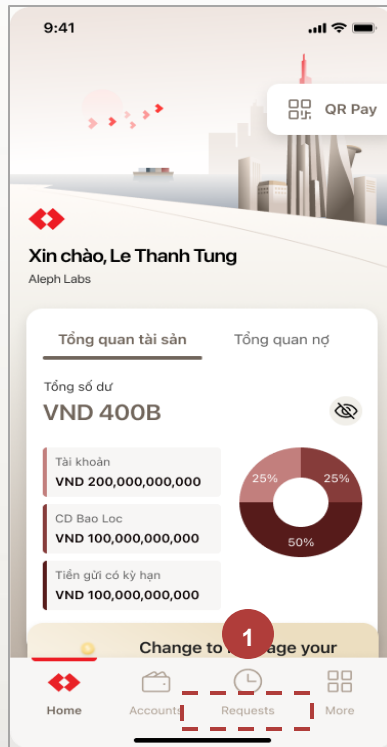 9:41
QR Pay
Xin chào, Le Thanh Tung
Aleph Labs
Tổng quan tài sản
Tổng quan nợ
Tổng số dư
VND 400B
Tài khoản
VND 200,000,000,000
CD Bao Loc
VND 100,000,000,000
Tiền gửi có kỳ hạn
VND 100,000,000,000
25%
25%
50%
1
Change to your
Home
Accounts
Requests
More